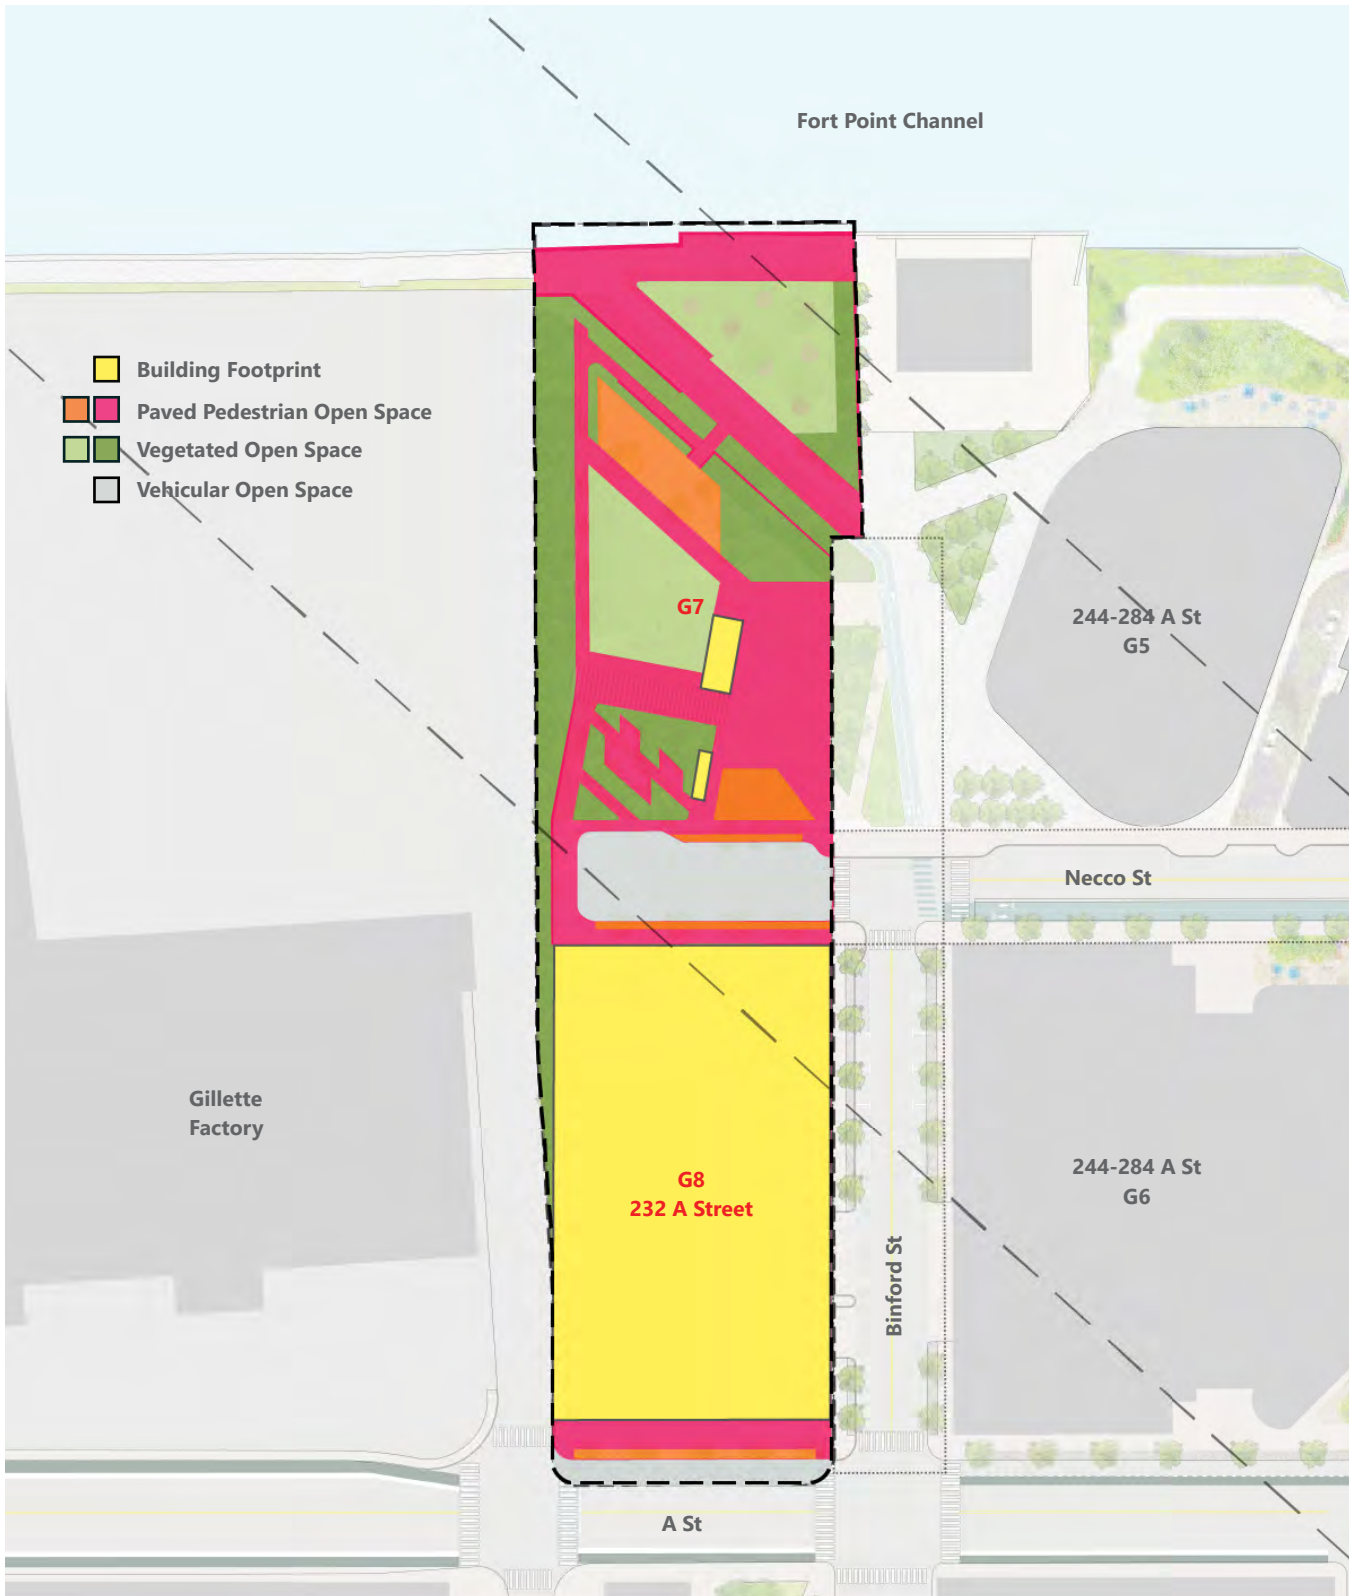 Fort Point Channel
Building Footprint
Paved Pedestrian Open Space
Vegetated Open Space
Vehicular Open Space
G7
244-284 A St
G5
Necco St
Gillette
Factory
G8
232 A Street
244-284 A St
G6
Binford St
A St